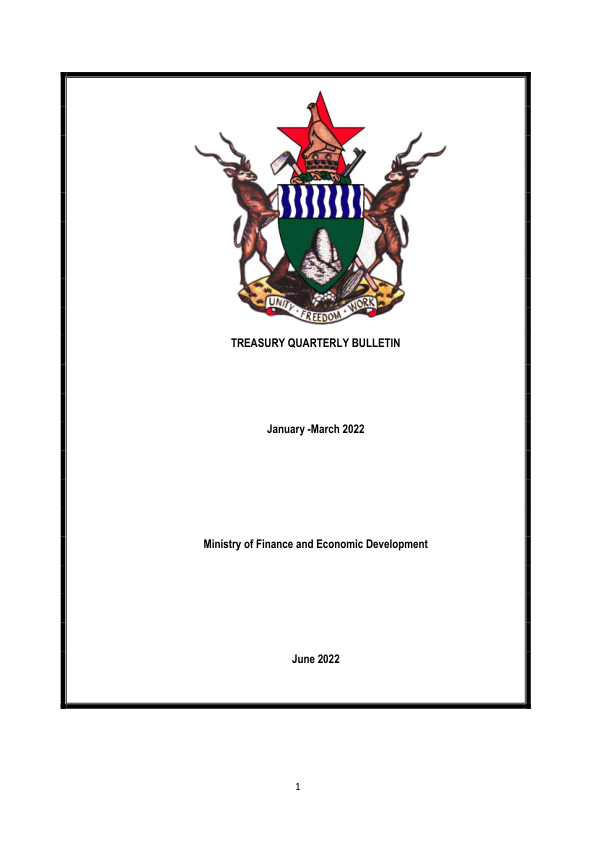 UNITY • FREEDOM • WORK
TREASURY QUARTERLY BULLETIN
January -March 2022
Ministry of Finance and Economic Development
June 2022
1